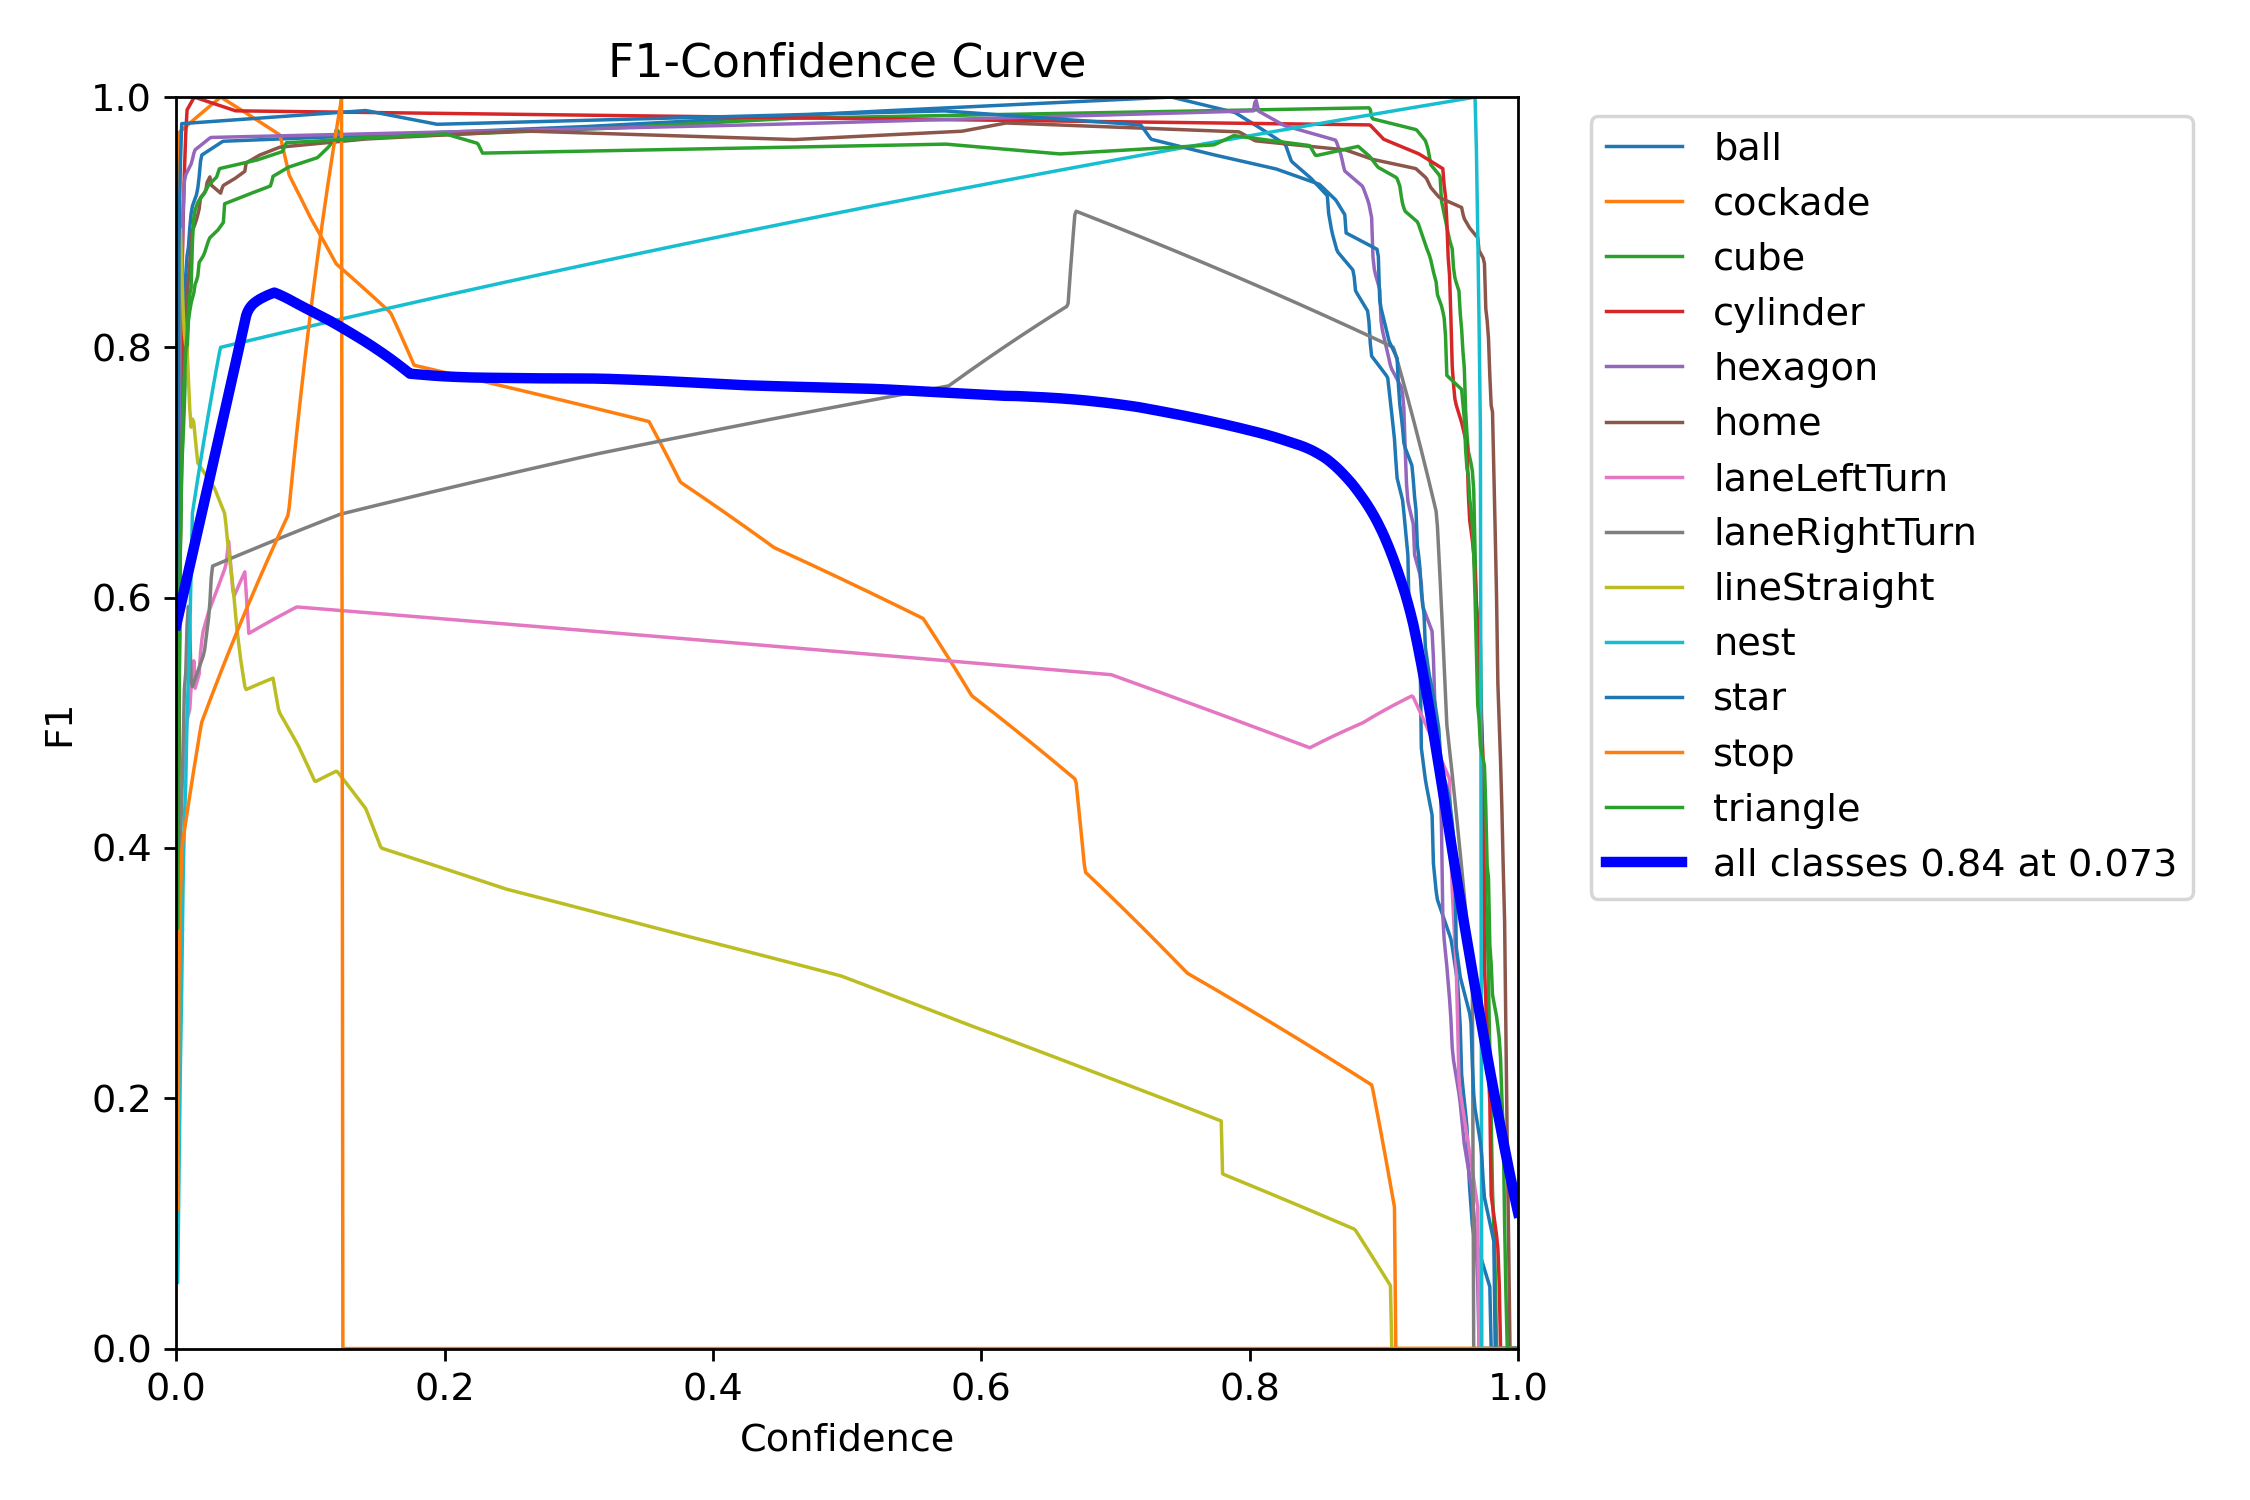 F1-Confidence Curve
1.0
0.8
0.6
0.4
0.2
0.0
F1
0.0 0.2 0.4 0.6 0.8 1.0
Confidence
ball
cockade
cube
cylinder
hexagon
home
laneLeftTurn
laneRightTurn
lineStraight
nest
star
stop
triangle
all classes 0.84 at 0.073